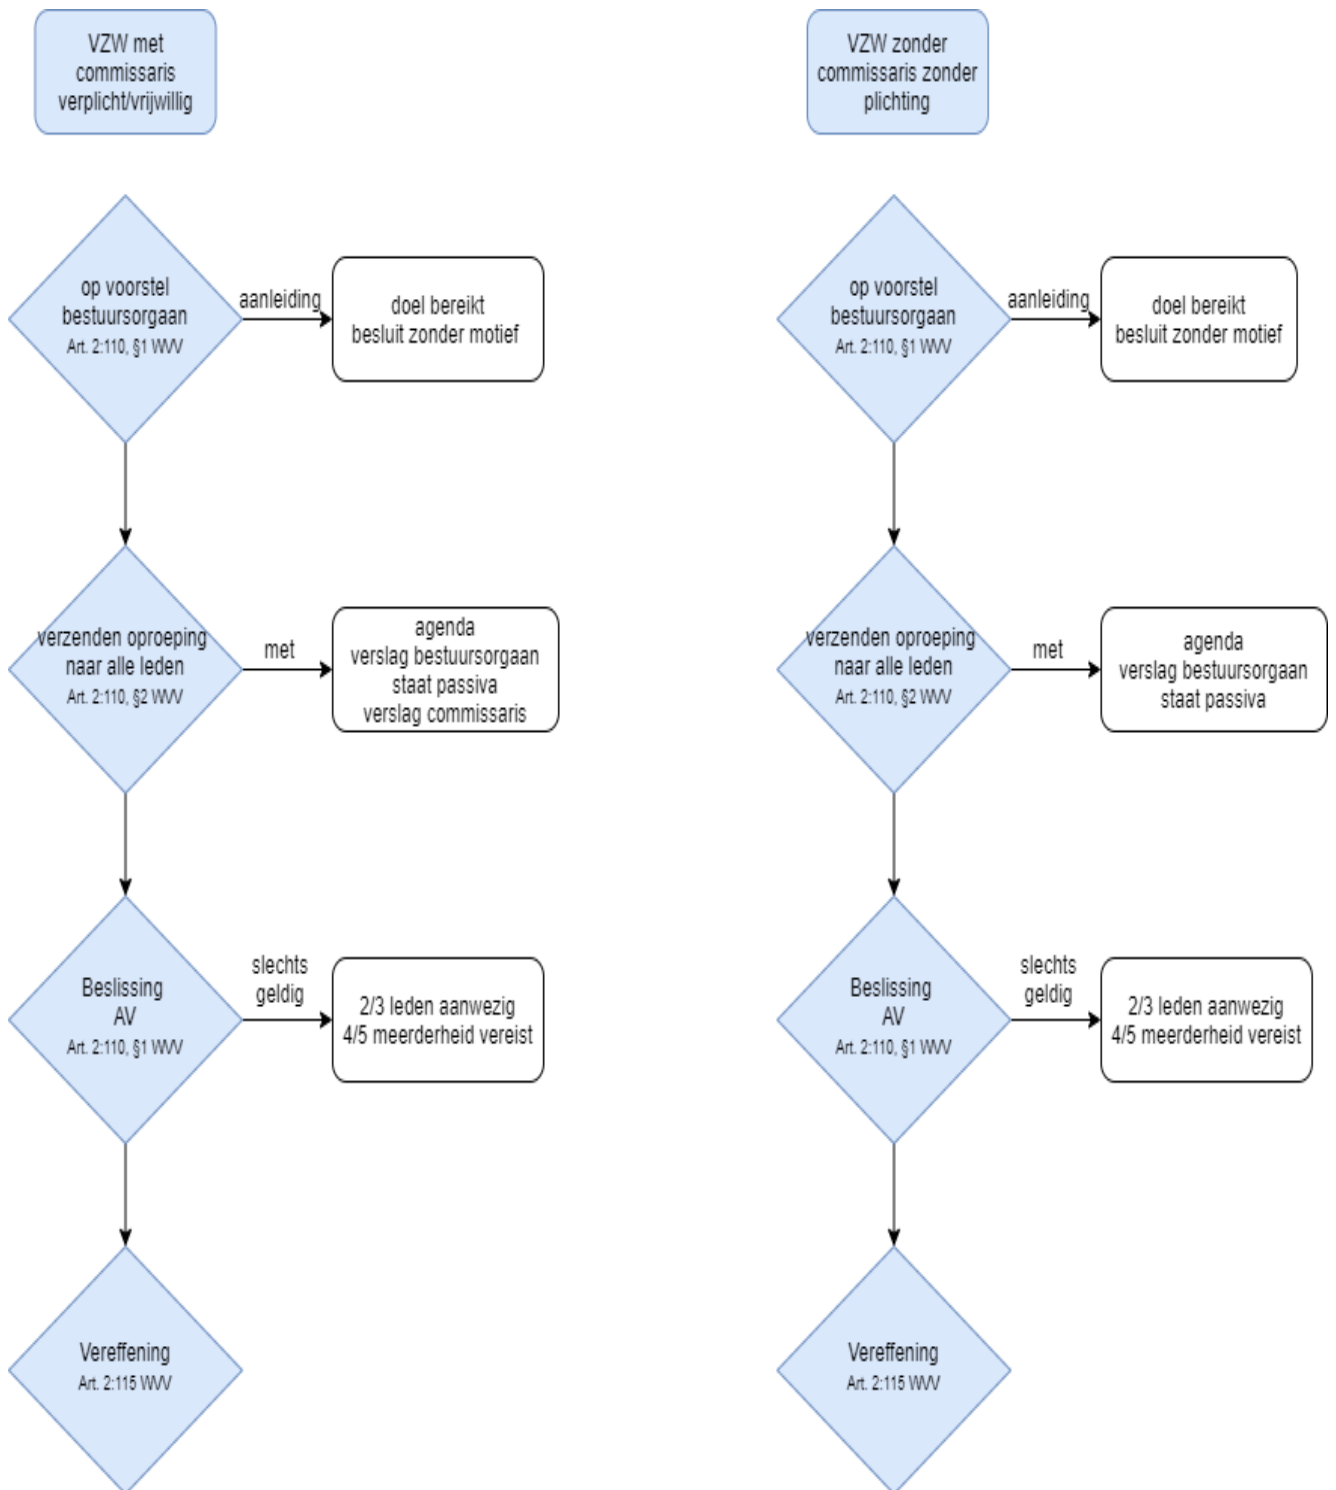 VZW met
commissaris
verplicht/vrijwillig
op voorstel
bestuursorgaan
Art. 2:110, §1 WVV
aanleiding
doel bereikt
besluit zonder motief
verzenden oproeping
naar alle leden
Art. 2:110, §2 WVV
met
agenda
verslag bestuursorgaan
staat passiva
verslag commissaris
Beslissing
AV
Art. 2:110, §1 WVV
slechts
geldig
2/3 leden aanwezig
4/5 meerderheid vereist
Vereffening
Art. 2:115 WVV
VZW zonder
commissaris zonder
plichting
op voorstel
bestuursorgaan
Art. 2:110, §1 WVV
aanleiding
doel bereikt
besluit zonder motief
verzenden oproeping
naar alle leden
Art. 2:110, §2 WVV
met
agenda
verslag bestuursorgaan
staat passiva
Beslissing
AV
Art. 2:110, §1 WVV
slechts
geldig
2/3 leden aanwezig
4/5 meerderheid vereist
Vereffening
Art. 2:115 WVV